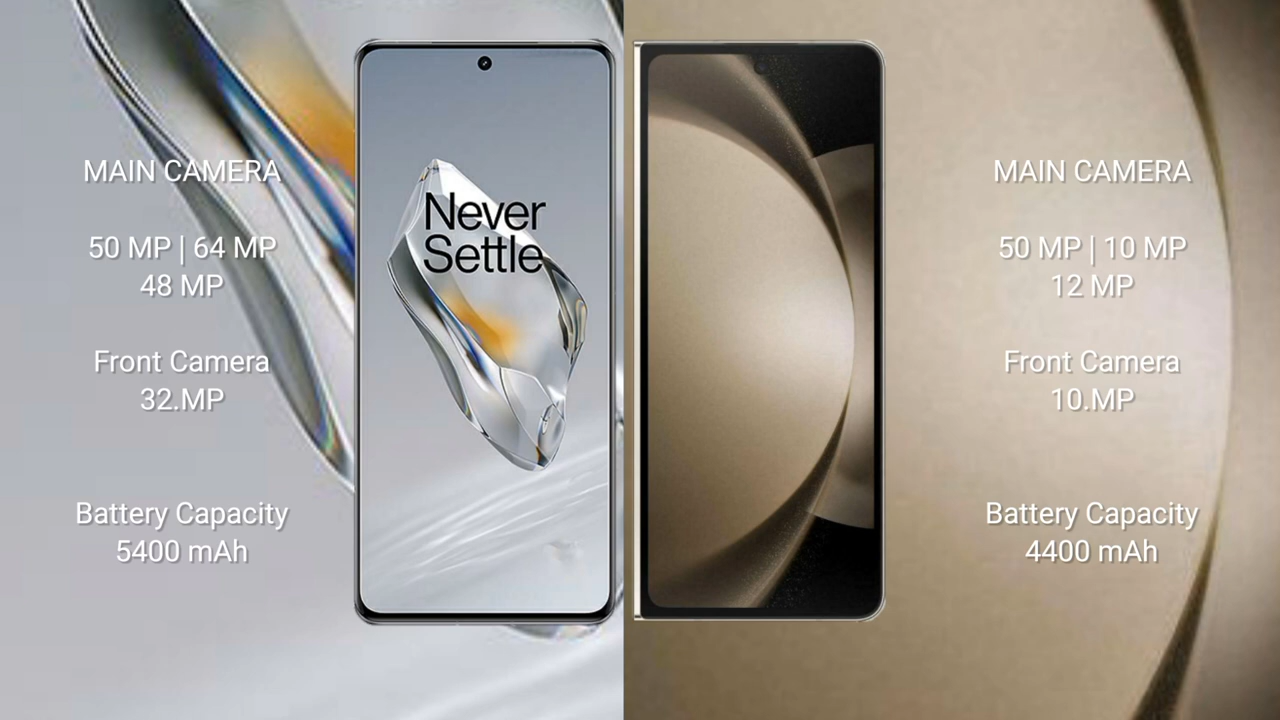 MAIN CAMERA
50 MP | 64 MP
48 MP
Front Camera
32.MP
Battery Capacity
5400 mAh
Never
Settle
MAIN CAMERA
50 MP | 10 MP
12 MP
Front Camera
10.MP
Battery Capacity
4400 mAh